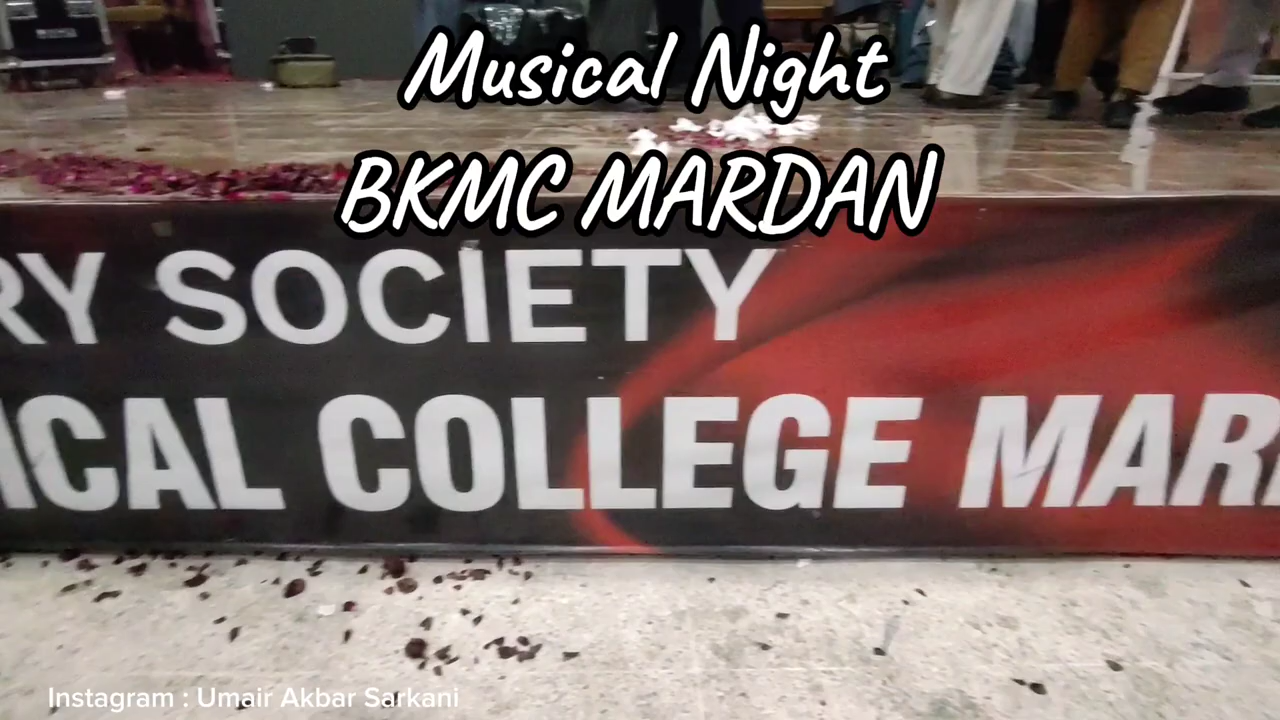 Musical Night
BKMC MARDAN
RY SOCIETY
ICAL COLLEGE MAR
Instagram : Umair Akbar Sarkani